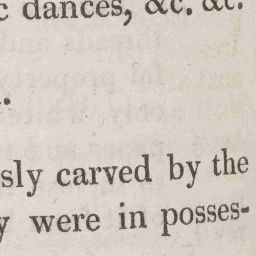 c dances, &c. &c.
.
sly carved by the
y were in posses-